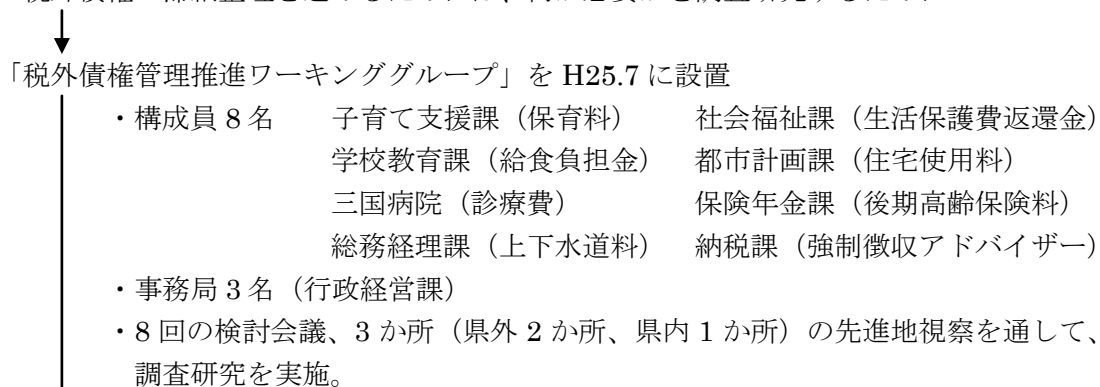 「税外債権管理推進ワーキンググループ」を H25.7 に設置
・構成員 8 名 子育て支援課（保育料） 社会福祉課（生活保護費返還金）
学校教育課（給食負担金） 都市計画課（住宅使用料）
三国病院（診療費） 保険年金課（後期高齢保険料）
総務経理課（上下水道料） 納税課（強制徴収アドバイザー）
・事務局 3 名（行政経営課）
・8 回の検討会議、3 か所（県外 2 か所、県内 1 か所）の先進地視察を通して、
調査研究を実施。